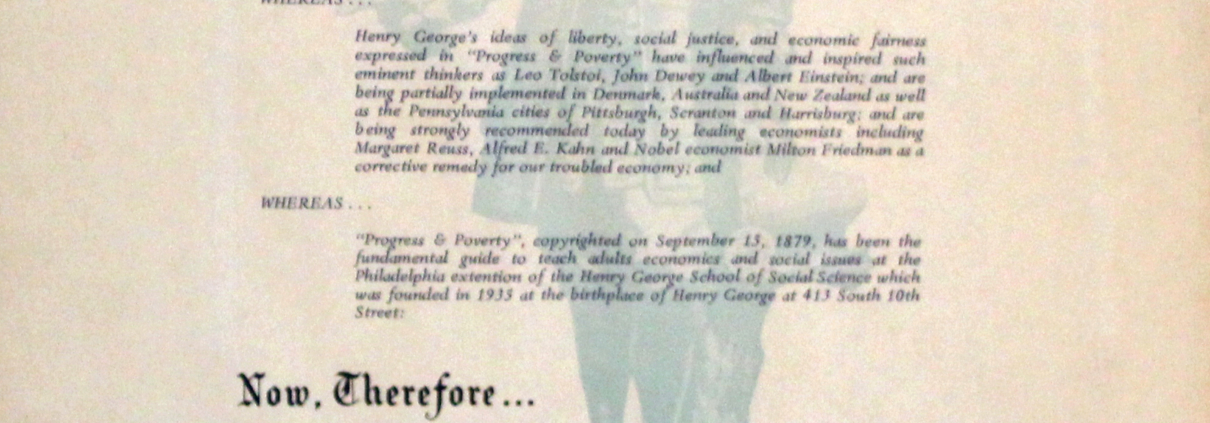 WHEREAS . . .
Henry George's ideas of liberty, social justice, and economic fairness
expressed in "Progress & Poverty" have influenced and inspired such
eminent thinkers as Leo Tolstoi, John Dewey and Albert Einstein; and are
being partially implemented in Denmark, Australia and New Zealand as well
as the Pennsylvania cities of Pittsburgh, Scranton and Harrisburg; and are
being strongly recommended today by leading economists including
Margaret Reuss, Alfred E. Kahn and Nobel economist Milton Friedman as a
corrective remedy for our troubled economy; and
WHEREAS . . .
"Progress & Poverty", copyrighted on September 15, 1879, has been the
fundamental guide to teach adults economics and social issues at the
Philadelphia extention of the Henry George School of Social Science which
was founded in 1935 at the birthplace of Henry George at 413 South 10th
Street:
Now, Therefore...